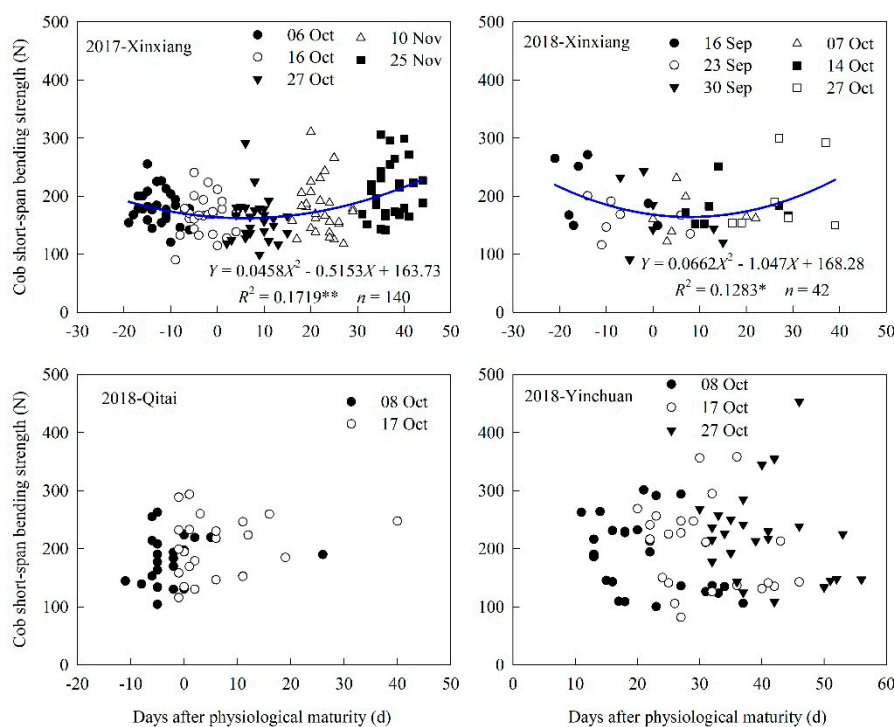 2017-Xinxiang
06 Oct
16 Oct
27 Oct
10 Nov
25 Nov
Cob short-span bending strength (N)
500
400
300
200
100
0
Y = 0.0458X² - 0.5153X + 163.73
R² = 0.1719** n = 140
-20 -10 0 10 20 30 40 50
2018-Xinxiang
16 Sep
23 Sep
30 Sep
07 Oct
14 Oct
27 Oct
500
400
300
200
100
0
Y = 0.0662X² - 1.047X + 168.28
R² = 0.1283* n = 42
-30 -20 -10 0 10 20 30 40 50
2018-Qitai
08 Oct
17 Oct
Cob short-span bending strength (N)
500
400
300
200
100
0
-20 -10 0 10 20 30 40 50
Days after physiological maturity (d)
2018-Yinchuan
08 Oct
17 Oct
27 Oct
500
400
300
200
100
0
0 10 20 30 40 50 60
Days after physiological maturity (d)